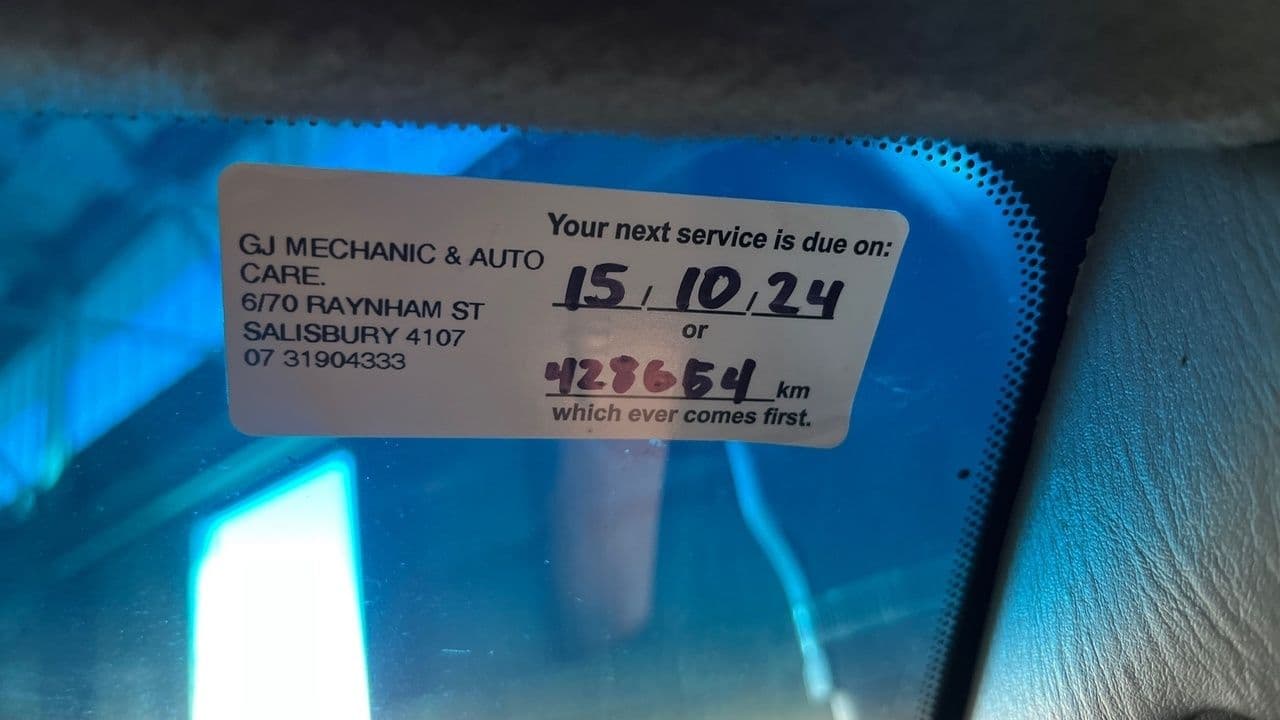 GJ MECHANIC & AUTO
CARE.
6/70 RAYNHAM ST
SALISBURY 4107
07 31904333
Your next service is due on:
15/10/24
or
428654 km
which ever comes first.